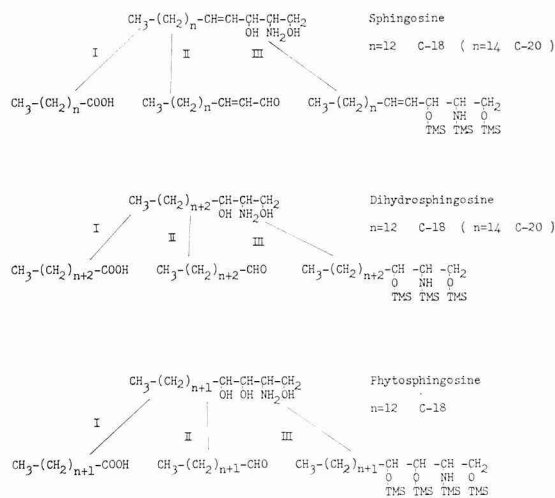 CH3-(CH2)n-CH=CH-CH-CH-CH2 Sphingosine
OH NH2OH
I II III n=12 C-18 ( n=14 C-20 )
CH3-(CH2)n-COOH CH3-(CH2)n-CH=CH-CHO CH3-(CH2)n-CH=CH-CH - CH - CH2
O NH O
TMS TMS TMS
CH3-(CH2)n+2-CH-CH-CH2 Dihydrosphingosine
OH NH2OH
I II III n=12 C-18 ( n=14 C-20 )
CH3-(CH2)n+2-COOH CH3-(CH2)n+2-CHO CH3-(CH2)n+2-CH - CH - CH2
O NH O
TMS TMS TMS
CH3-(CH2)n+1-CH-CH-CH-CH2 Phytosphingosine
OH OH NH2OH
I II III n=12 C-18
CH3-(CH2)n+1-COOH CH3-(CH2)n+1-CHO CH3-(CH2)n+1-CH - CH - CH - CH2
O O NH O
TMS TMS TMS TMS